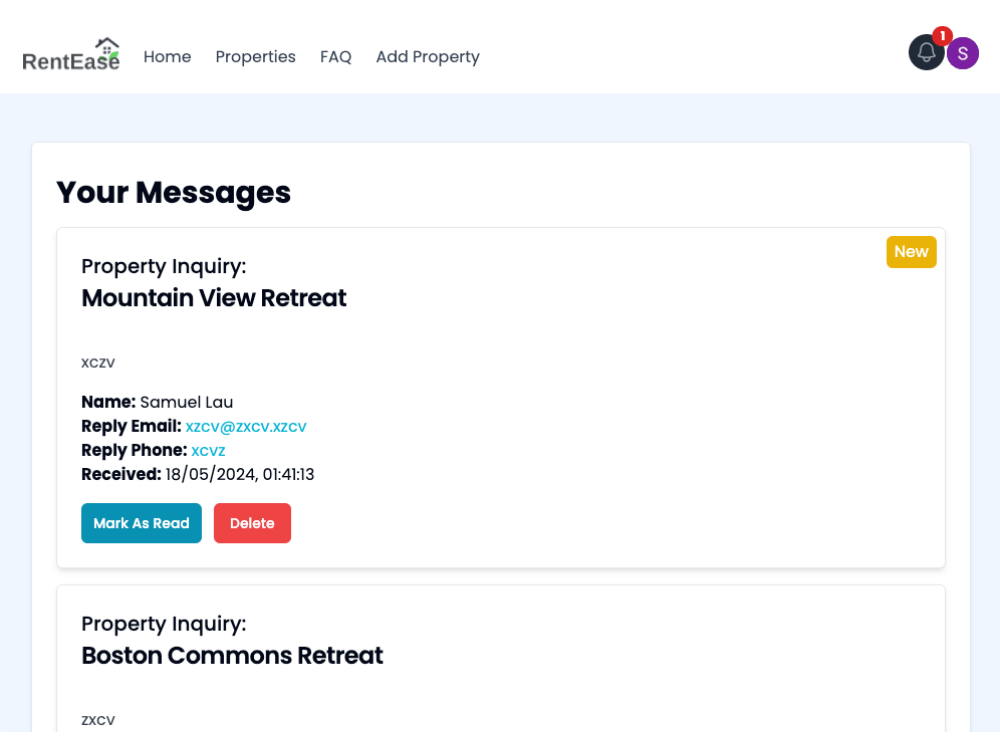 RentEase
Home Properties FAQ Add Property
1
S
Your Messages
New
Property Inquiry:
Mountain View Retreat
xczv
Name: Samuel Lau
Reply Email: xzcv@zxcv.xzcv
Reply Phone: xcvz
Received: 18/05/2024, 01:41:13
Mark As Read Delete
Property Inquiry:
Boston Commons Retreat
zxcv